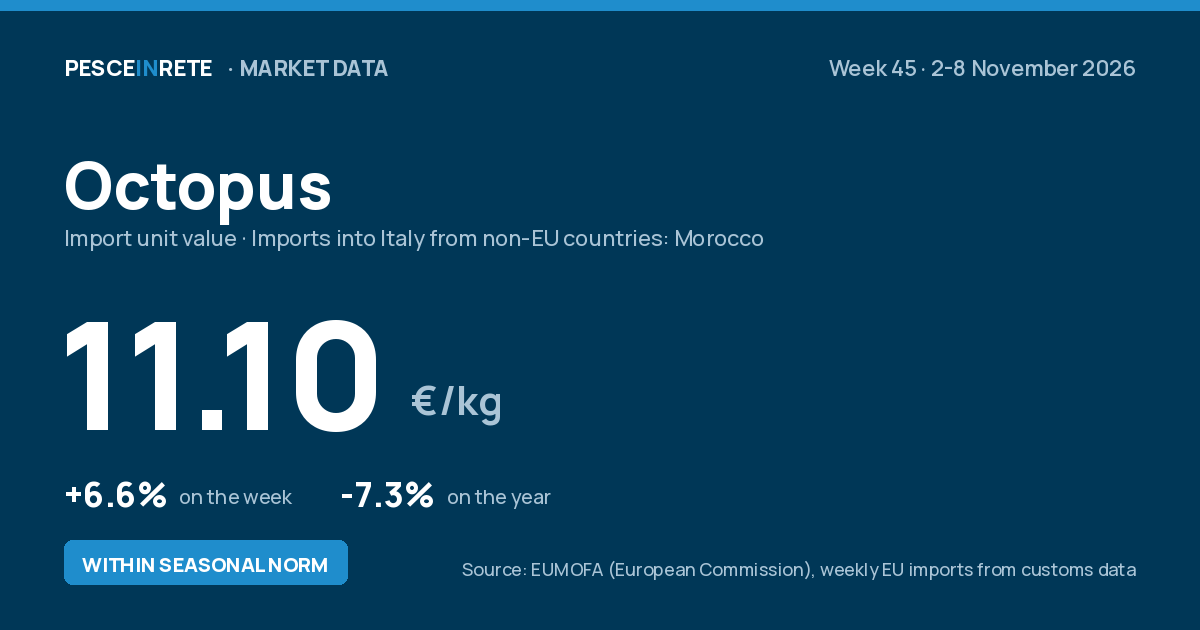 PESCEINRETE · MARKET DATA
Week 45 · 2-8 November 2026
Octopus
Import unit value · Imports into Italy from non-EU countries: Morocco
11.10 €/kg
+6.6% on the week -7.3% on the year
WITHIN SEASONAL NORM
Source: EUMOFA (European Commission), weekly EU imports from customs data